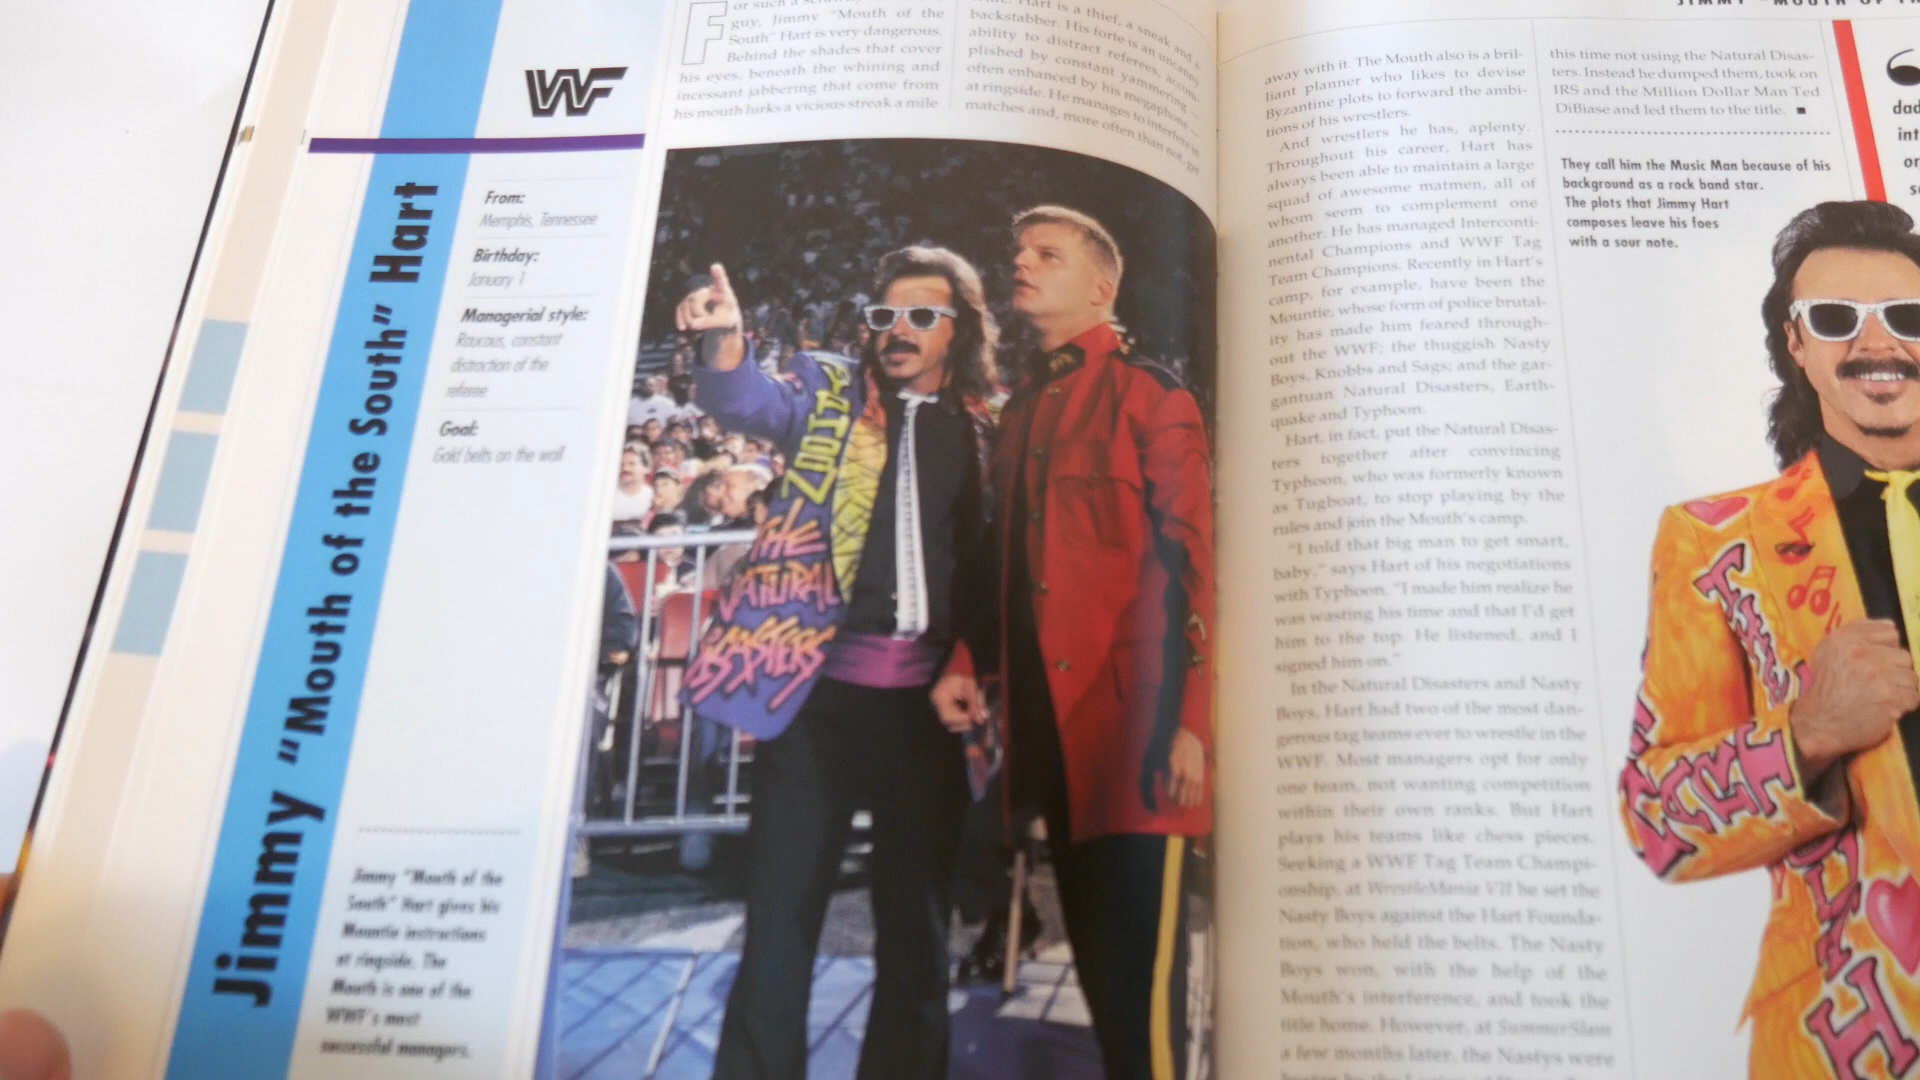 WF
Jimmy "Mouth of the South" Hart
From:
Memphis, Tennessee
Birthday:
January 1
Managerial style:
Raucous, constant
distraction of the
referee
Goal:
Gold belts on the wall
Jimmy "Mouth of the
South" Hart gives his
Mountie instructions
at ringside. The
Mouth is one of the
WWF's most
successful managers.
guy, Jimmy "Mouth of the
South" Hart is very dangerous.
Behind the shades that cover
his eyes, beneath the whining and
incessant jabbering that come from
his mouth lurks a vicious streak a mile
Hart is a thief, a sneak and a
backstabber. His forte is an uncanny
ability to distract referees, accom-
plished by constant yammering —
often enhanced by his megaphone —
at ringside. He manages to interfere in
matches and, more often than not, get
THE
NATURAL
DISASTERS
away with it. The Mouth also is a bril-
liant planner who likes to devise
Byzantine plots to forward the ambi-
tions of his wrestlers.
And wrestlers he has, aplenty.
Throughout his career, Hart has
always been able to maintain a large
squad of awesome matmen, all of
whom seem to complement one
another. He has managed Interconti-
nental Champions and WWF Tag
Team Champions. Recently in Hart's
camp, for example, have been the
Mountie, whose form of police brutal-
ity has made him feared through-
out the WWF; the thuggish Nasty
Boys, Knobbs and Sags; and the gar-
gantuan Natural Disasters, Earth-
quake and Typhoon.
Hart, in fact, put the Natural Disas-
ters together after convincing
Typhoon, who was formerly known
as Tugboat, to stop playing by the
rules and join the Mouth's camp.
"I told that big man to get smart,
baby," says Hart of his negotiations
with Typhoon. "I made him realize he
was wasting his time and that I'd get
him to the top. He listened, and I
signed him on."
In the Natural Disasters and Nasty
Boys, Hart had two of the most dan-
gerous tag teams ever to wrestle in the
WWF. Most managers opt for only
one team, not wanting competition
within their own ranks. But Hart
plays his teams like chess pieces.
Seeking a WWF Tag Team Champi-
onship, at WrestleMania VII he set the
Nasty Boys against the Hart Founda-
tion, who held the belts. The Nasty
Boys won, with the help of the
Mouth's interference, and took the
title home. However, at SummerSlam
a few months later, the Nastys were
this time not using the Natural Disas-
ters. Instead he dumped them, took on
IRS and the Million Dollar Man Ted
DiBiase and led them to the title. ■
They call him the Music Man because of his
background as a rock band star.
The plots that Jimmy Hart
composes leave his foes
with a sour note.